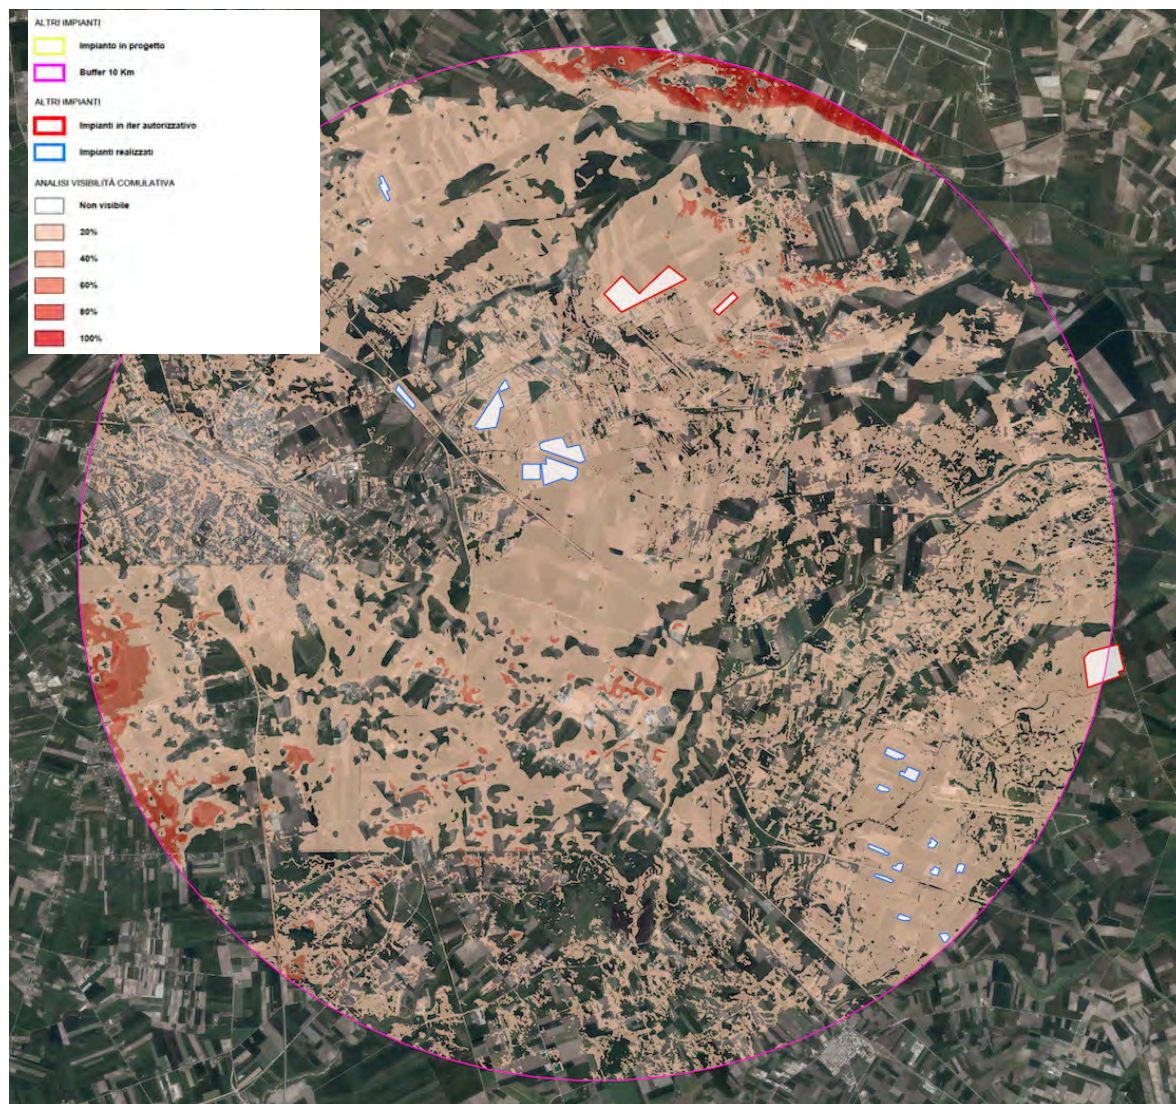 ALTRI IMPIANTI
Impianto in progetto
Buffer 10 Km
ALTRI IMPIANTI
Impianti in iter autorizzativo
Impianti realizzati
ANALISI VISIBILITÀ COMULATIVA
Non visibile
20%
40%
60%
80%
100%